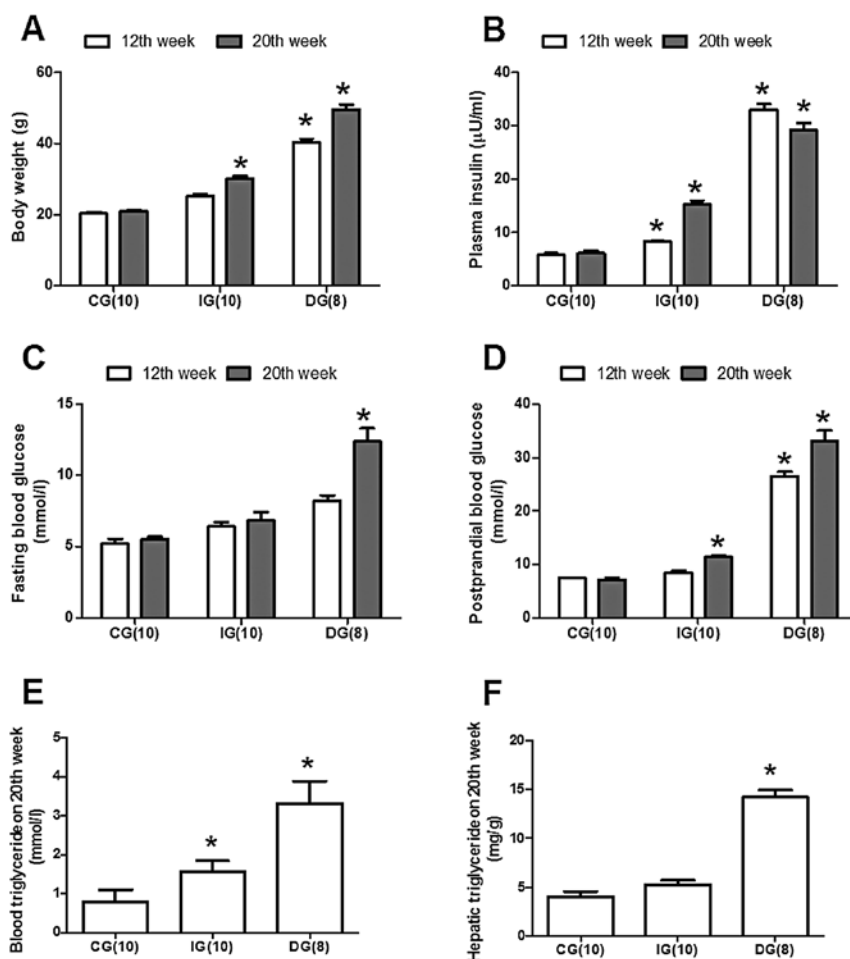 A
12th week 20th week
Body weight (g)
60
40
20
0
CG(10) IG(10) DG(8)
* * *
B
12th week 20th week
Plasma insulin (μU/ml)
40
30
20
10
0
CG(10) IG(10) DG(8)
* * * *
C
12th week 20th week
Fasting blood glucose
(mmol/l)
15
10
5
0
CG(10) IG(10) DG(8)
*
D
12th week 20th week
Postprandial blood glucose
(mmol/l)
40
30
20
10
0
CG(10) IG(10) DG(8)
* * *
E
Blood triglyceride on 20th week
(mmol/l)
5
4
3
2
1
0
CG(10) IG(10) DG(8)
* *
F
Hepatic triglyceride on 20th week
(mg/g)
20
15
10
5
0
CG(10) IG(10) DG(8)
*